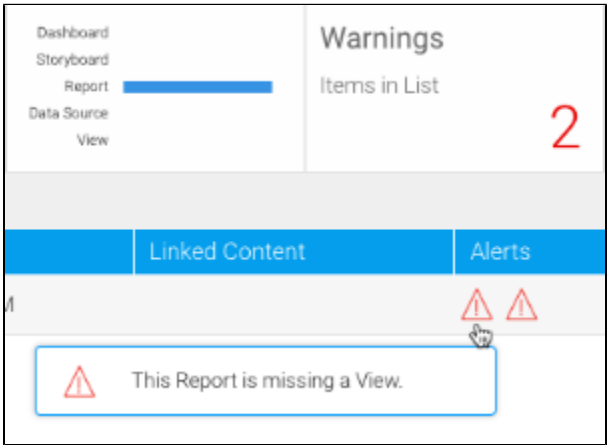 Dashboard
Storyboard
Report
Data Source
View
Warnings
Items in List
2
Linked Content
Alerts
This Report is missing a View.